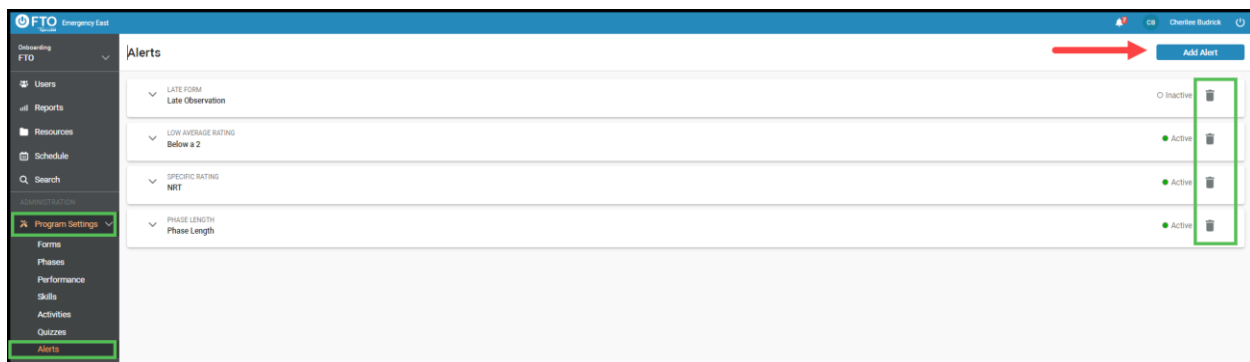 FTO Emergency East
2
CB Cherilee Budrick
Onboarding
FTO
Alerts
Add Alert
Users
Reports
Resources
Schedule
Search
ADMINISTRATION
Program Settings
Forms
Phases
Performance
Skills
Activities
Quizzes
Alerts
LATE FORM
Late Observation
Inactive
LOW AVERAGE RATING
Below a 2
Active
SPECIFIC RATING
NRT
Active
PHASE LENGTH
Phase Length
Active